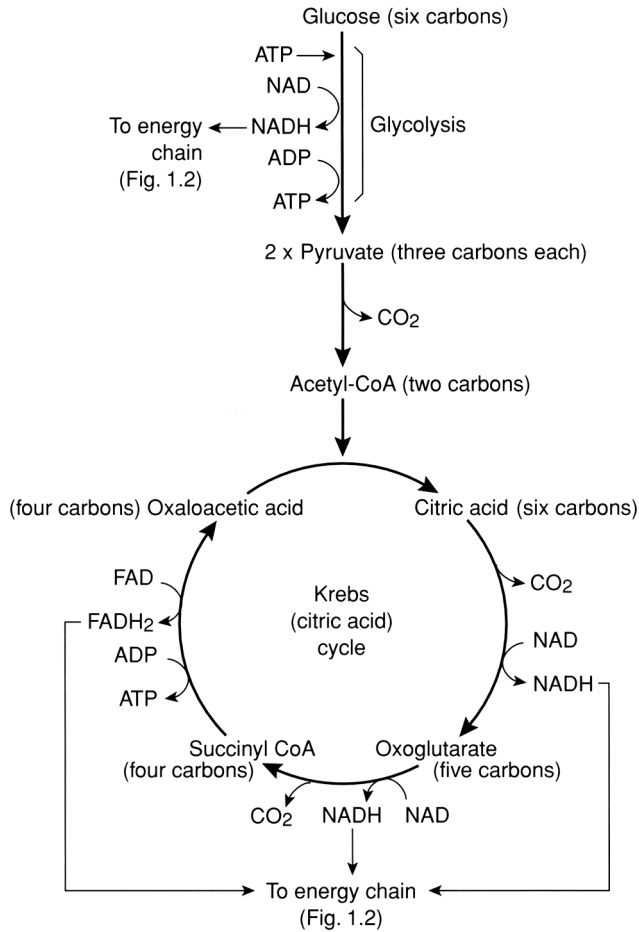 Glucose (six carbons)
ATP
NAD
To energy
chain
(Fig. 1.2)
NADH
Glycolysis
ADP
ATP
2 x Pyruvate (three carbons each)
CO2
Acetyl-CoA (two carbons)
(four carbons) Oxaloacetic acid
Citric acid (six carbons)
FAD
CO2
Krebs
(citric acid)
cycle
FADH2
NAD
ADP
NADH
ATP
Succinyl CoA
(four carbons)
Oxoglutarate
(five carbons)
CO2
NADH
NAD
To energy chain
(Fig. 1.2)